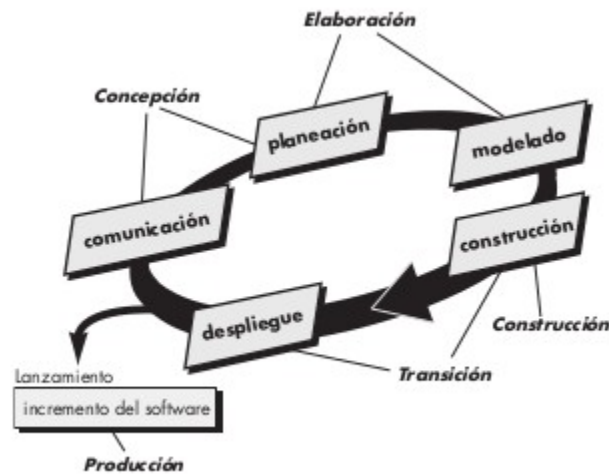 Elaboración
Concepción
planeación
modelado
comunicación
construcción
despliegue
Construcción
Transición
Lanzamiento
incremento del software
Producción